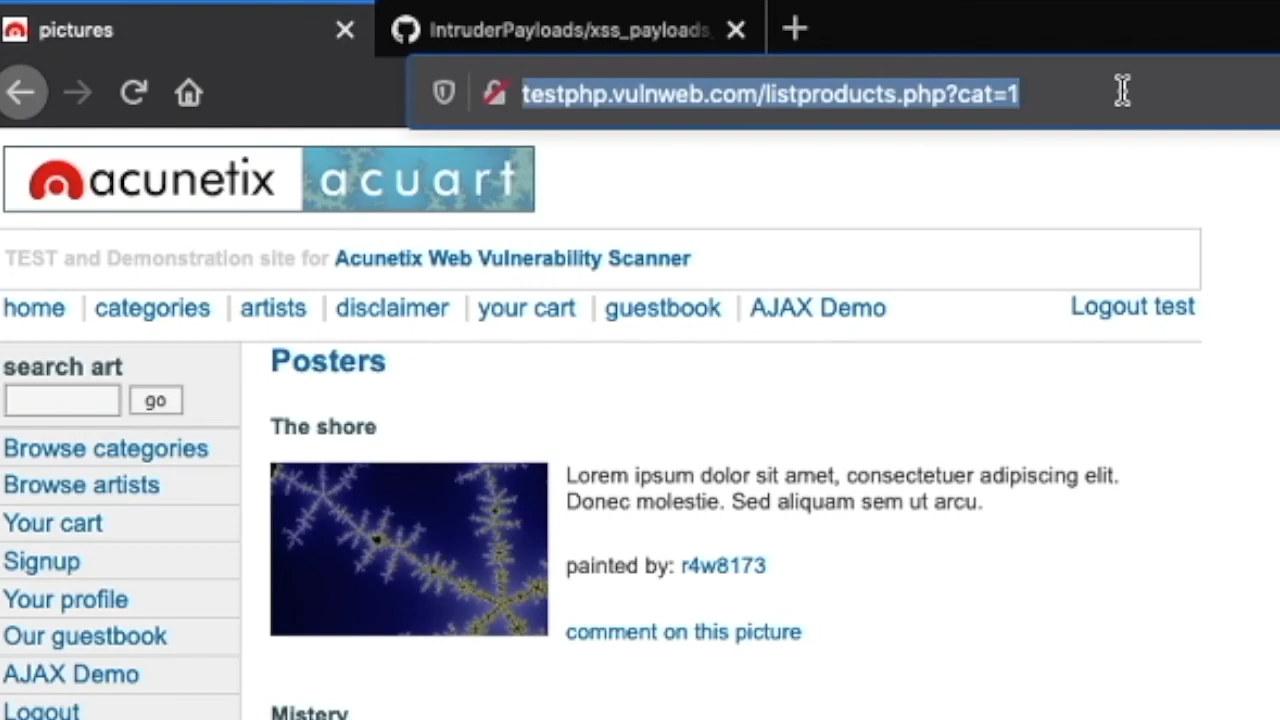 pictures
IntruderPayloads/xss_payloads
testphp.vulnweb.com/listproducts.php?cat=1
acunetix acuart
TEST and Demonstration site for Acunetix Web Vulnerability Scanner
home categories artists disclaimer your cart guestbook AJAX Demo Logout test
search art
go
Browse categories
Browse artists
Your cart
Signup
Your profile
Our guestbook
AJAX Demo
Logout
Posters
The shore
Lorem ipsum dolor sit amet, consectetuer adipiscing elit.
Donec molestie. Sed aliquam sem ut arcu.
painted by: r4w8173
comment on this picture
Mistery